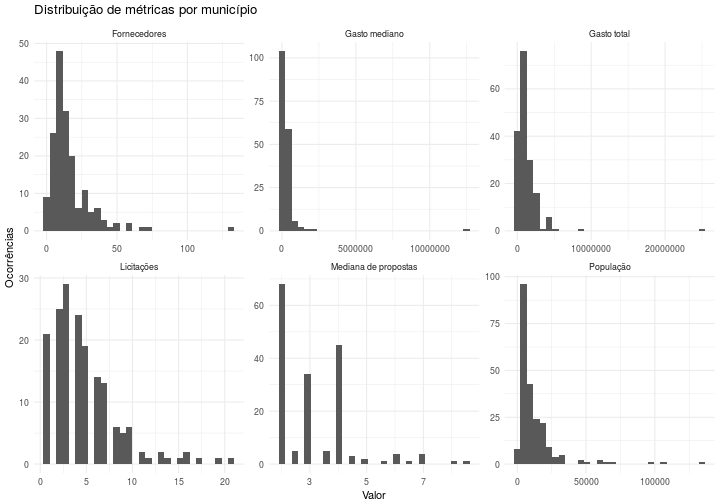 Distribuição de métricas por município
Fornecedores
Gasto mediano
Gasto total
50
40
30
20
10
0
100
75
50
25
0
60
40
20
0
0 50 100
0 5000000 10000000
0 10000000 20000000
Ocorrências
Licitações
Mediana de propostas
População
30
20
10
0
60
40
20
0
100
75
50
25
0
0 5 10 15 20
3 5 7
0 50000 100000
Valor